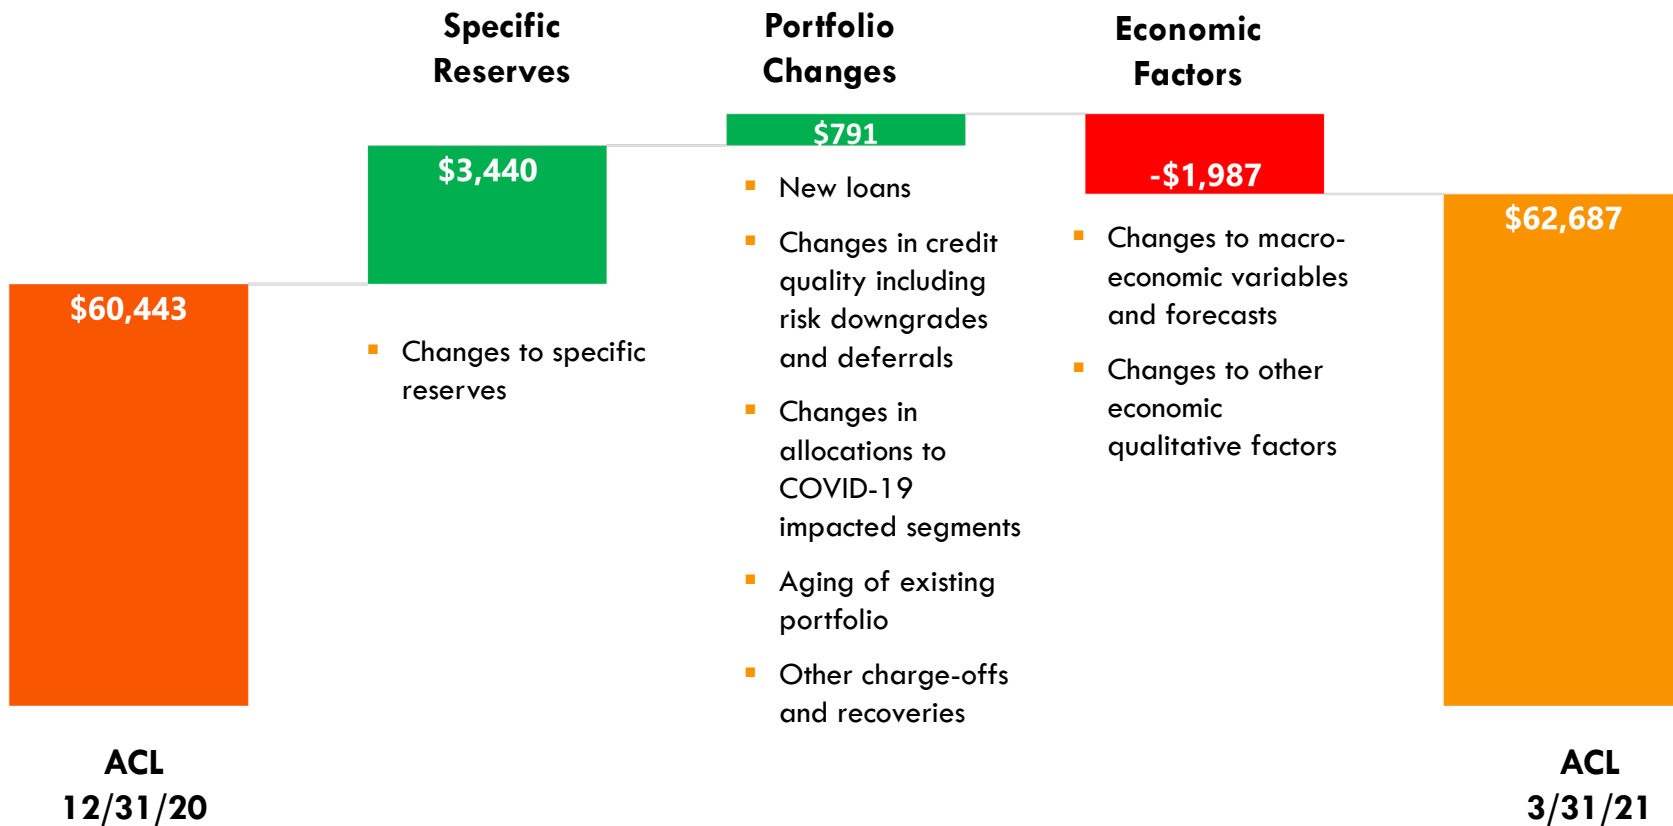 Specific
Reserves
Portfolio
Changes
Economic
Factors
$60,443
ACL
12/31/20
$3,440
Changes to specific
reserves
$791
New loans
Changes in credit
quality including
risk downgrades
and deferrals
Changes in
allocations to
COVID-19
impacted segments
Aging of existing
portfolio
Other charge-offs
and recoveries
-$1,987
Changes to macro-
economic variables
and forecasts
Changes to other
economic
qualitative factors
$62,687
ACL
3/31/21